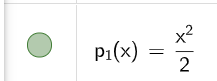 p₁(x) = x²/2